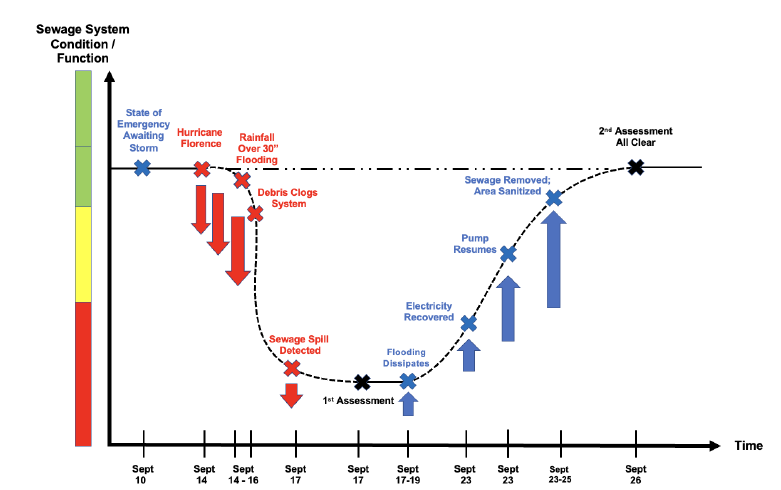 Sewage System
Condition /
Function
State of
Emergency
Awaiting
Storm
Hurricane
Florence
Rainfall
Over 30"
Flooding
Debris Clogs
System
Sewage Spill
Detected
1st Assessment
Flooding
Dissipates
Electricity
Recovered
Pump
Resumes
Sewage Removed;
Area Sanitized
2nd Assessment
All Clear
Time
Sept
10
Sept
14
Sept
14 - 16
Sept
17
Sept
17
Sept
17-19
Sept
23
Sept
23
Sept
23-25
Sept
26